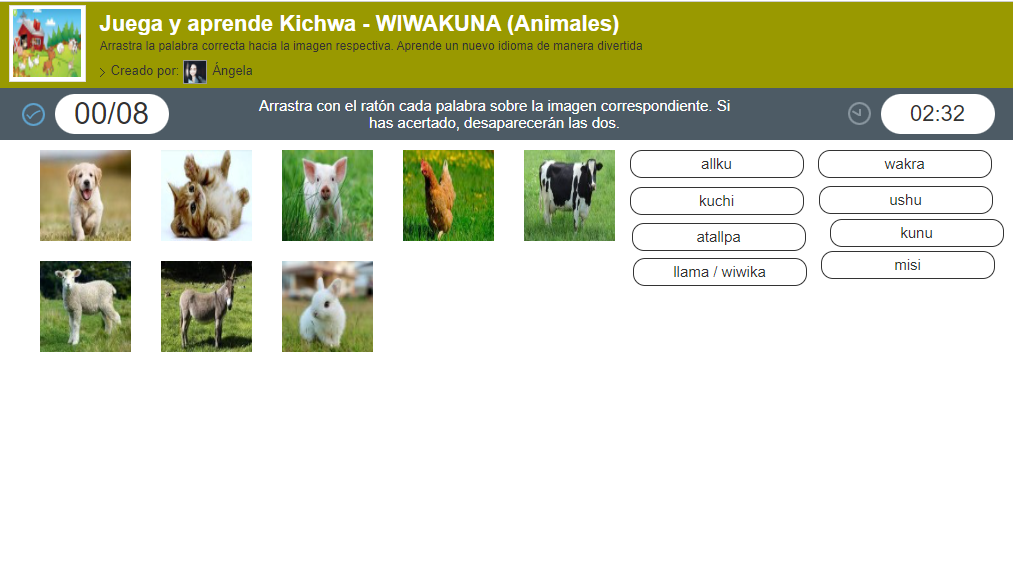 Juega y aprende Kichwa - WIWAKUNA (Animales)
Arrastra la palabra correcta hacia la imagen respectiva. Aprende un nuevo idioma de manera divertida
Creado por: Ángela
00/08
Arrastra con el ratón cada palabra sobre la imagen correspondiente. Si
has acertado, desaparecerán las dos.
02:32
allku
wakra
kuchi
ushu
atallpa
kunu
llama / wiwika
misi